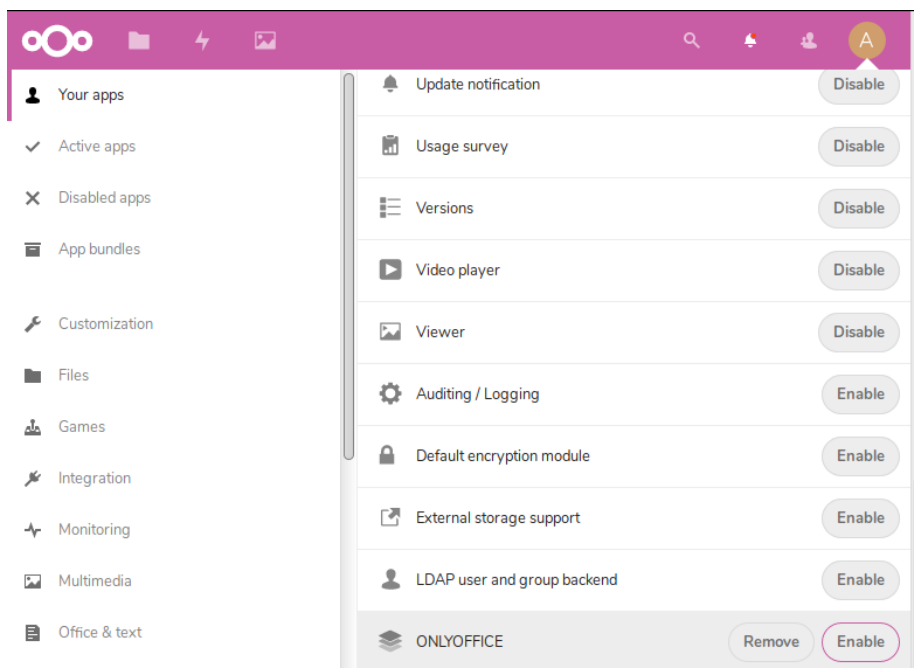 A
Your apps
Active apps
Disabled apps
App bundles
Customization
Files
Games
Integration
Monitoring
Multimedia
Office & text
Update notification Disable
Usage survey Disable
Versions Disable
Video player Disable
Viewer Disable
Auditing / Logging Enable
Default encryption module Enable
External storage support Enable
LDAP user and group backend Enable
ONLYOFFICE Remove Enable